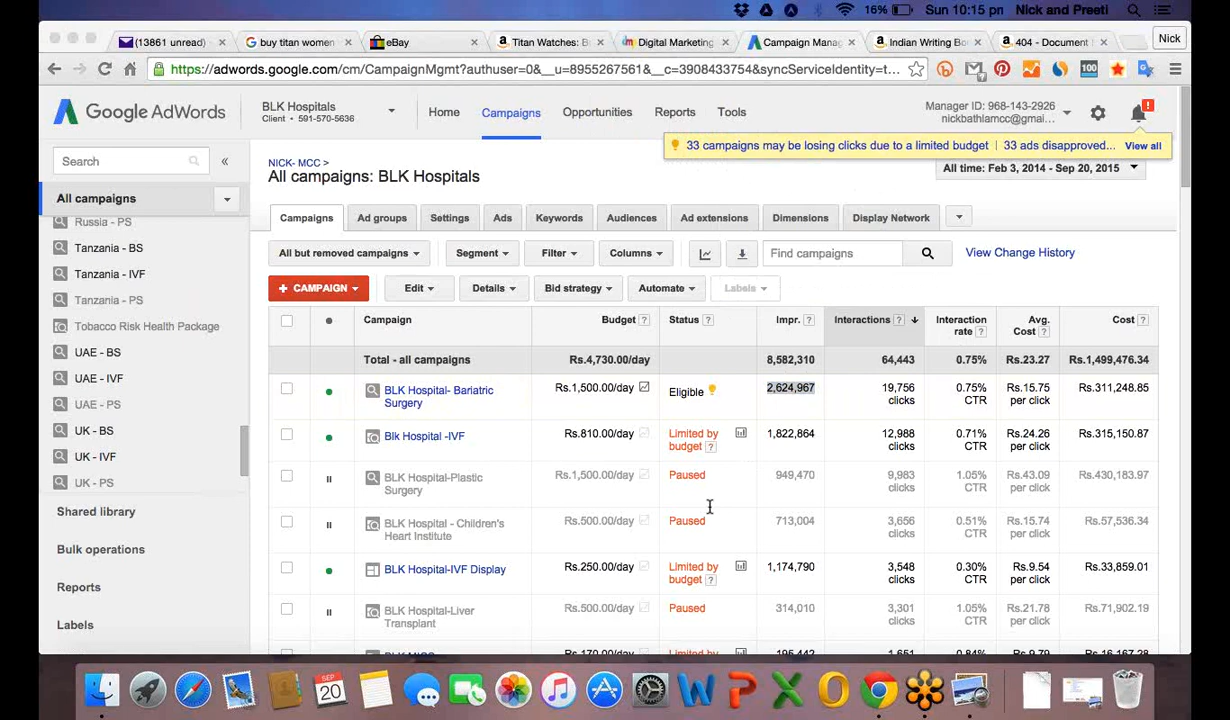 16% Sun 10:15 pm Nick and Preeti
(13861 unread) - G buy titan women eBay Titan Watches: B Digital Marketing Campaign Mana Indian Writing Bo 404 - Document Nick
https://adwords.google.com/cm/CampaignMgmt?authuser=0&__u=8955267561&__c=3908433754&syncServiceIdentity=t...
Google AdWords
BLK Hospitals
Client • 591-570-5636
Home Campaigns Opportunities Reports Tools
Manager ID: 968-143-2926
nickbathlamcc@gmai...
33 campaigns may be losing clicks due to a limited budget | 33 ads disapproved... View all
Search «
NICK- MCC >
All campaigns: BLK Hospitals
All time: Feb 3, 2014 - Sep 20, 2015
All campaigns
Russia - PS
Tanzania - BS
Tanzania - IVF
Tanzania - PS
Tobacco Risk Health Package
UAE - BS
UAE - IVF
UAE - PS
UK - BS
UK - IVF
UK - PS
Shared library
Bulk operations
Reports
Labels
Campaigns Ad groups Settings Ads Keywords Audiences Ad extensions Dimensions Display Network
All but removed campaigns Segment Filter Columns Find campaigns View Change History
+ CAMPAIGN Edit Details Bid strategy Automate Labels
Campaign Budget ? Status ? Impr. ? Interactions ? Interaction rate ? Avg. Cost ? Cost ?
Total - all campaigns Rs.4,730.00/day 8,582,310 64,443 0.75% Rs.23.27 Rs.1,499,476.34
BLK Hospital- Bariatric Surgery Rs.1,500.00/day Eligible 2,624,967 19,756 clicks 0.75% CTR Rs.15.75 per click Rs.311,248.85
Blk Hospital -IVF Rs.810.00/day Limited by budget ? 1,822,864 12,988 clicks 0.71% CTR Rs.24.26 per click Rs.315,150.87
BLK Hospital-Plastic Surgery Rs.1,500.00/day Paused 949,470 9,983 clicks 1.05% CTR Rs.43.09 per click Rs.430,183.97
BLK Hospital - Children's Heart Institute Rs.500.00/day Paused 713,004 3,656 clicks 0.51% CTR Rs.15.74 per click Rs.57,536.34
BLK Hospital-IVF Display Rs.250.00/day Limited by budget ? 1,174,790 3,548 clicks 0.30% CTR Rs.9.54 per click Rs.33,859.01
BLK Hospital-Liver Transplant Rs.500.00/day Paused 314,010 3,301 clicks 1.05% CTR Rs.21.78 per click Rs.71,902.19
SEP
20